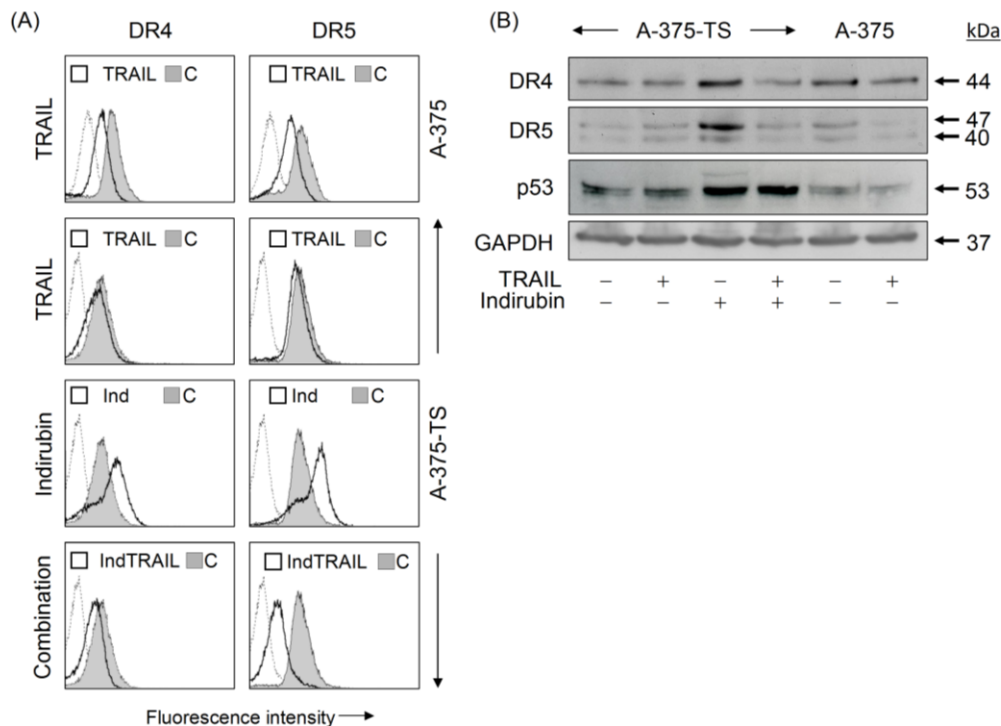 (A)
DR4 DR5
TRAIL C TRAIL C
TRAIL
A-375
TRAIL C TRAIL C
TRAIL
Ind C Ind C
Indirubin
A-375-TS
IndTRAIL C IndTRAIL C
Combination
Fluorescence intensity
(B)
A-375-TS A-375 kDa
DR4 44
DR5 47
40
p53 53
GAPDH 37
TRAIL – + – + – +
Indirubin – – + + – –